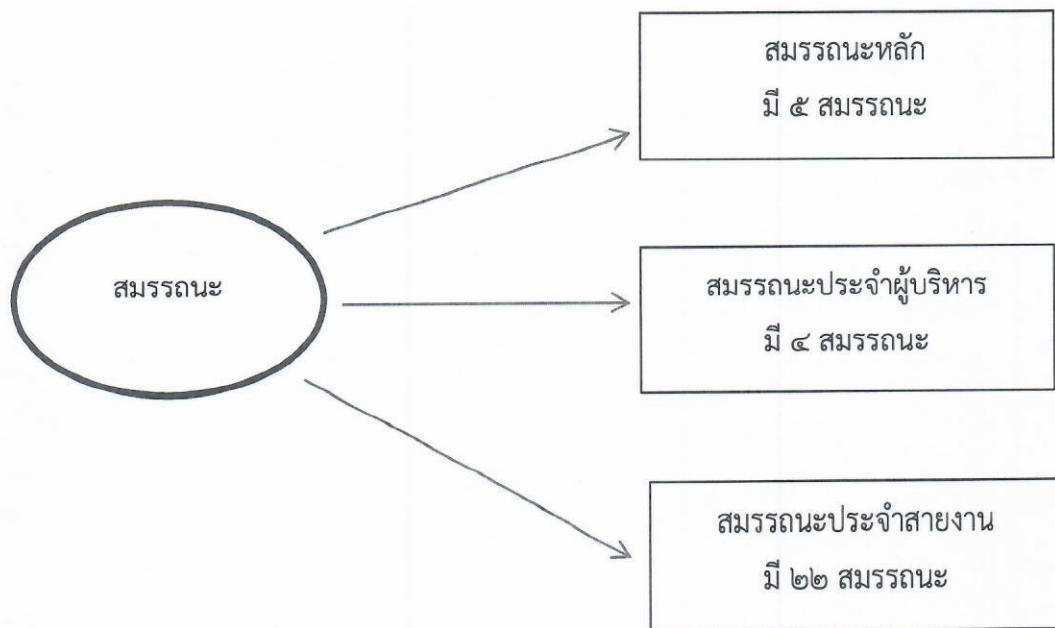 สมรรถนะ
สมรรถนะหลัก
มี ๕ สมรรถนะ
สมรรถนะประจำผู้บริหาร
มี ๔ สมรรถนะ
สมรรถนะประจำสายงาน
มี ๒๒ สมรรถนะ